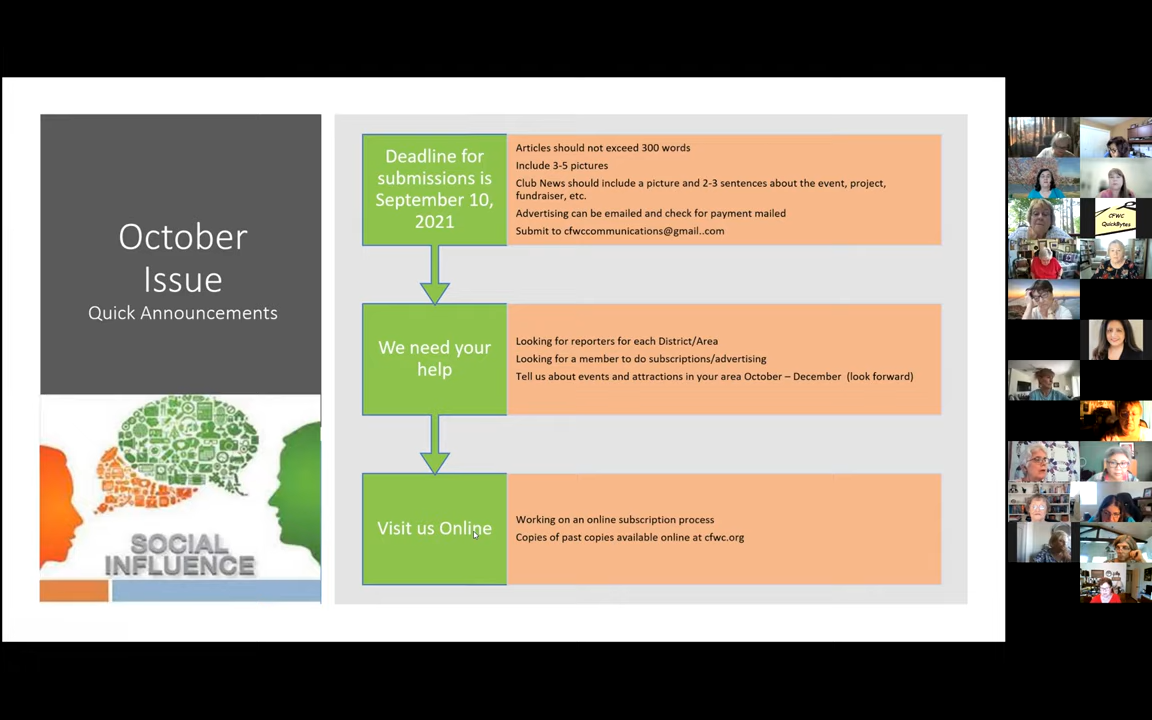 October
Issue
Quick Announcements
SOCIAL
INFLUENCE
Deadline for
submissions is
September 10,
2021
Articles should not exceed 300 words
Include 3-5 pictures
Club News should include a picture and 2-3 sentences about the event, project,
fundraiser, etc.
Advertising can be emailed and check for payment mailed
Submit to cfwccommunications@gmail..com
We need your
help
Looking for reporters for each District/Area
Looking for a member to do subscriptions/advertising
Tell us about events and attractions in your area October – December (look forward)
Visit us Online
Working on an online subscription process
Copies of past copies available online at cfwc.org
CFWC
QuickBytes